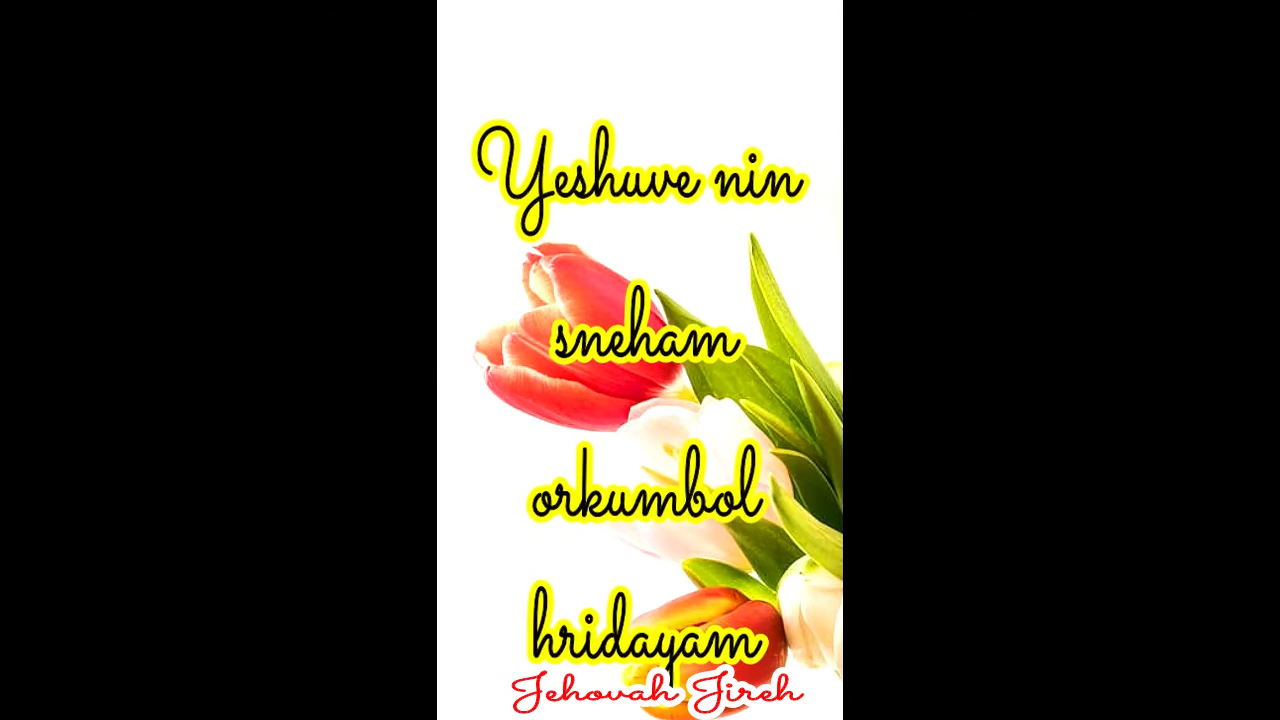 Yeshuve nin
sneham
orkumbol
hridayam
Jehovah Jireh